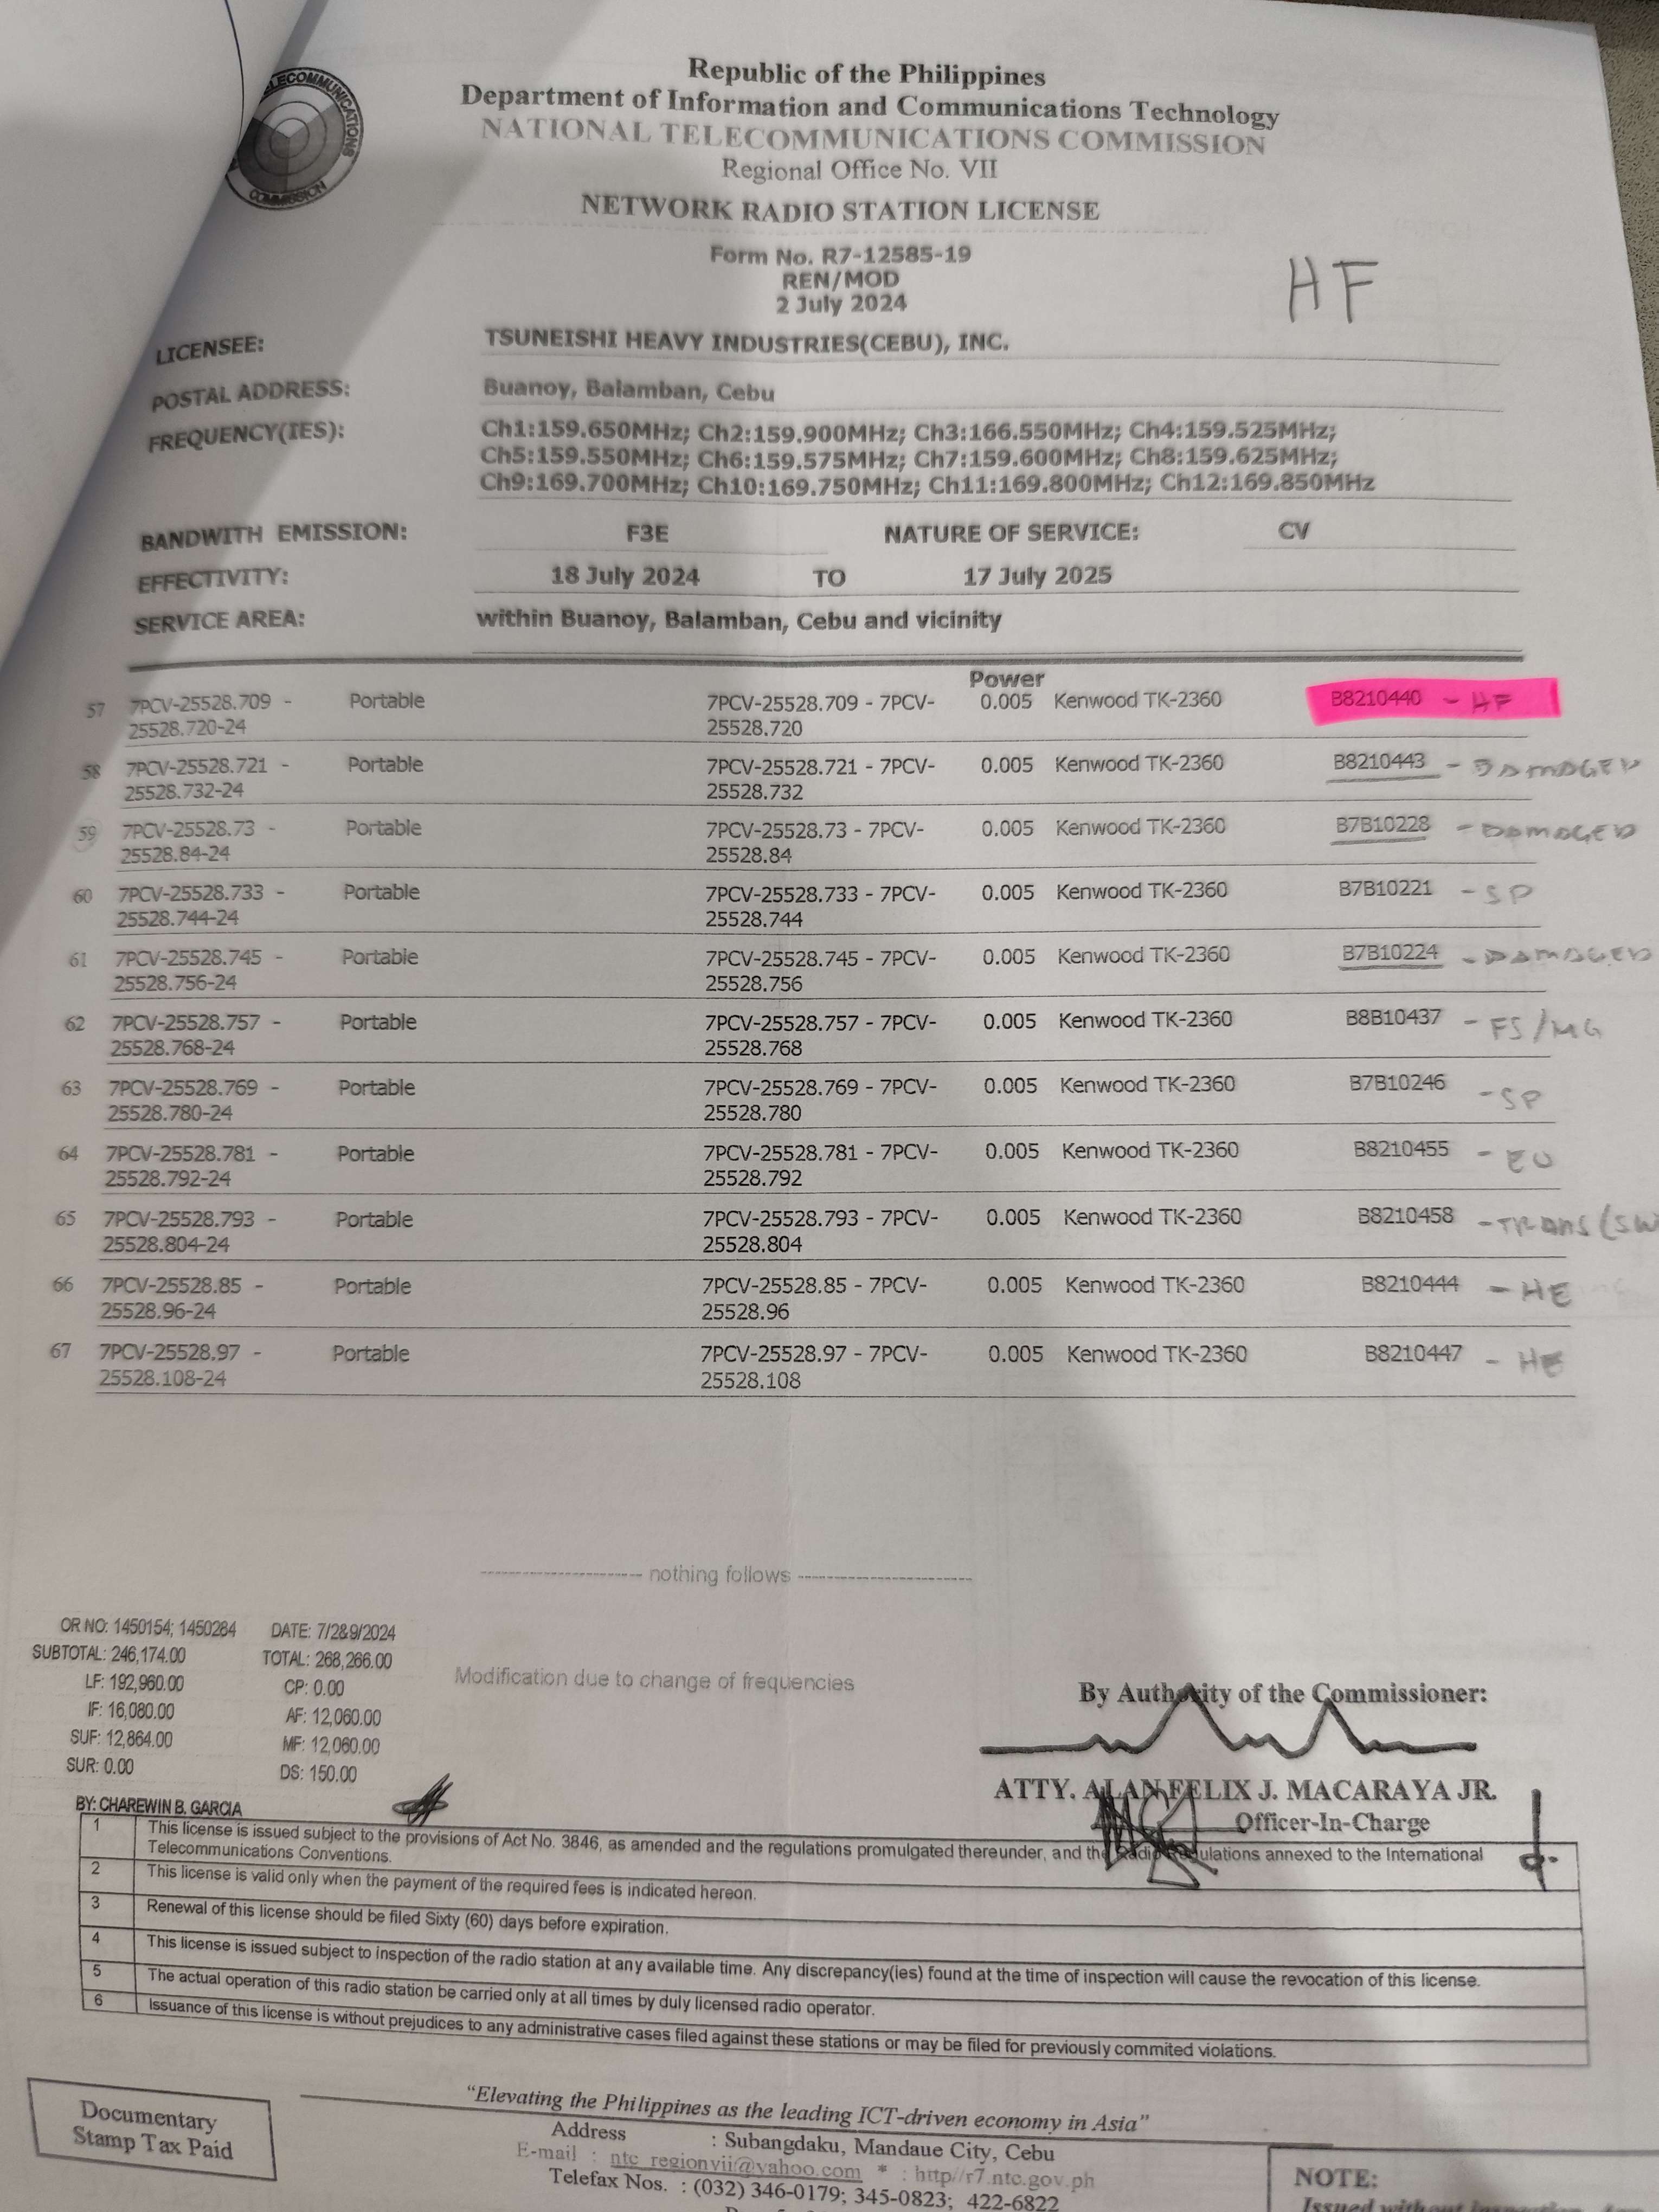 TELECOMMUNICATIONS
COMMISSION
Republic of the Philippines
Department of Information and Communications Technology
NATIONAL TELECOMMUNICATIONS COMMISSION
Regional Office No. VII
NETWORK RADIO STATION LICENSE
Form No. R7-12585-19
REN/MOD
2 July 2024
HF
LICENSEE: TSUNEISHI HEAVY INDUSTRIES(CEBU), INC.
POSTAL ADDRESS: Buanoy, Balamban, Cebu
FREQUENCY(IES): Ch1:159.650MHz; Ch2:159.900MHz; Ch3:166.550MHz; Ch4:159.525MHz;
Ch5:159.550MHz; Ch6:159.575MHz; Ch7:159.600MHz; Ch8:159.625MHz;
Ch9:169.700MHz; Ch10:169.750MHz; Ch11:169.800MHz; Ch12:169.850MHz
BANDWITH EMISSION: F3E NATURE OF SERVICE: CV
EFFECTIVITY: 18 July 2024 TO 17 July 2025
SERVICE AREA: within Buanoy, Balamban, Cebu and vicinity
Power
57 7PCV-25528.709 - Portable 7PCV-25528.709 - 7PCV- 0.005 Kenwood TK-2360 B8210440 - HF
25528.720-24 25528.720
58 7PCV-25528.721 - Portable 7PCV-25528.721 - 7PCV- 0.005 Kenwood TK-2360 B8210443 - DAMAGED
25528.732-24 25528.732
59 7PCV-25528.73 - Portable 7PCV-25528.73 - 7PCV- 0.005 Kenwood TK-2360 B7B10228 - DAMAGED
25528.84-24 25528.84
60 7PCV-25528.733 - Portable 7PCV-25528.733 - 7PCV- 0.005 Kenwood TK-2360 B7B10221 - SP
25528.744-24 25528.744
61 7PCV-25528.745 - Portable 7PCV-25528.745 - 7PCV- 0.005 Kenwood TK-2360 B7B10224 - DAMAGED
25528.756-24 25528.756
62 7PCV-25528.757 - Portable 7PCV-25528.757 - 7PCV- 0.005 Kenwood TK-2360 B8B10437 - FS/MG
25528.768-24 25528.768
63 7PCV-25528.769 - Portable 7PCV-25528.769 - 7PCV- 0.005 Kenwood TK-2360 B7B10246 - SP
25528.780-24 25528.780
64 7PCV-25528.781 - Portable 7PCV-25528.781 - 7PCV- 0.005 Kenwood TK-2360 B8210455 - EU
25528.792-24 25528.792
65 7PCV-25528.793 - Portable 7PCV-25528.793 - 7PCV- 0.005 Kenwood TK-2360 B8210458 - TRANS (SW
25528.804-24 25528.804
66 7PCV-25528.85 - Portable 7PCV-25528.85 - 7PCV- 0.005 Kenwood TK-2360 B8210444 - HE
25528.96-24 25528.96
67 7PCV-25528.97 - Portable 7PCV-25528.97 - 7PCV- 0.005 Kenwood TK-2360 B8210447 - HE
25528.108-24 25528.108
---------------------- nothing follows ----------------------
OR NO: 1450154; 1450284 DATE: 7/2&9/2024
SUBTOTAL: 246,174.00 TOTAL: 268,266.00
LF: 192,960.00 CP: 0.00
IF: 16,080.00 AF: 12,060.00
SUF: 12,864.00 MF: 12,060.00
SUR: 0.00 DS: 150.00
Modification due to change of frequencies
By Authority of the Commissioner:
ATTY. ALAN FELIX J. MACARAYA JR.
Officer-In-Charge
BY: CHAREWIN B. GARCIA
1 This license is issued subject to the provisions of Act No. 3846, as amended and the regulations promulgated thereunder, and the Radio Regulations annexed to the International
Telecommunications Conventions.
2 This license is valid only when the payment of the required fees is indicated hereon.
3 Renewal of this license should be filed Sixty (60) days before expiration.
4 This license is issued subject to inspection of the radio station at any available time. Any discrepancy(ies) found at the time of inspection will cause the revocation of this license.
5 The actual operation of this radio station be carried only at all times by duly licensed radio operator.
6 Issuance of this license is without prejudices to any administrative cases filed against these stations or may be filed for previously commited violations.
Documentary
Stamp Tax Paid
"Elevating the Philippines as the leading ICT-driven economy in Asia"
Address : Subangdaku, Mandaue City, Cebu
E-mail : ntc_regionvii@yahoo.com * : http//r7.ntc.gov.ph
Telefax Nos. : (032) 346-0179; 345-0823; 422-6822
NOTE:
Issued without inspection